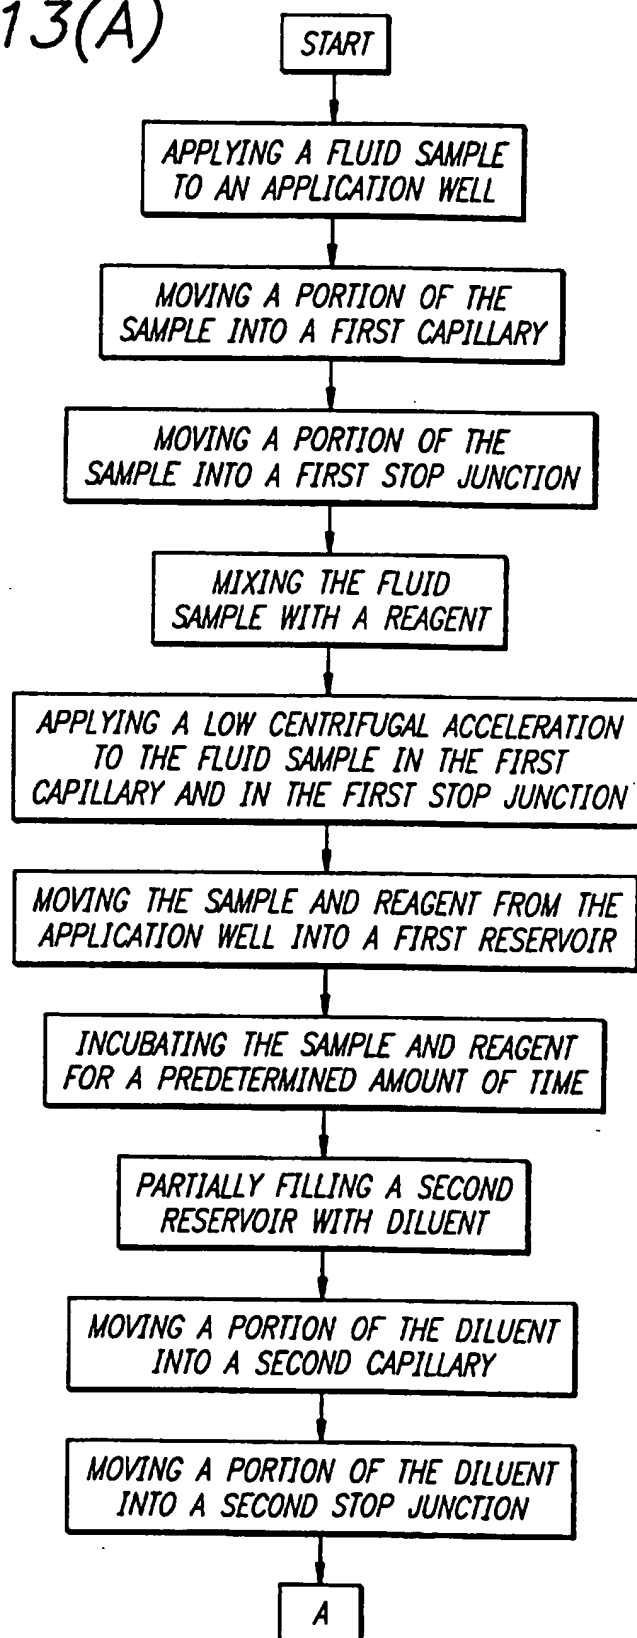 13(A)
START
APPLYING A FLUID SAMPLE
TO AN APPLICATION WELL
MOVING A PORTION OF THE
SAMPLE INTO A FIRST CAPILLARY
MOVING A PORTION OF THE
SAMPLE INTO A FIRST STOP JUNCTION
MIXING THE FLUID
SAMPLE WITH A REAGENT
APPLYING A LOW CENTRIFUGAL ACCELERATION
TO THE FLUID SAMPLE IN THE FIRST
CAPILLARY AND IN THE FIRST STOP JUNCTION
MOVING THE SAMPLE AND REAGENT FROM THE
APPLICATION WELL INTO A FIRST RESERVOIR
INCUBATING THE SAMPLE AND REAGENT
FOR A PREDETERMINED AMOUNT OF TIME
PARTIALLY FILLING A SECOND
RESERVOIR WITH DILUENT
MOVING A PORTION OF THE DILUENT
INTO A SECOND CAPILLARY
MOVING A PORTION OF THE DILUENT
INTO A SECOND STOP JUNCTION
A